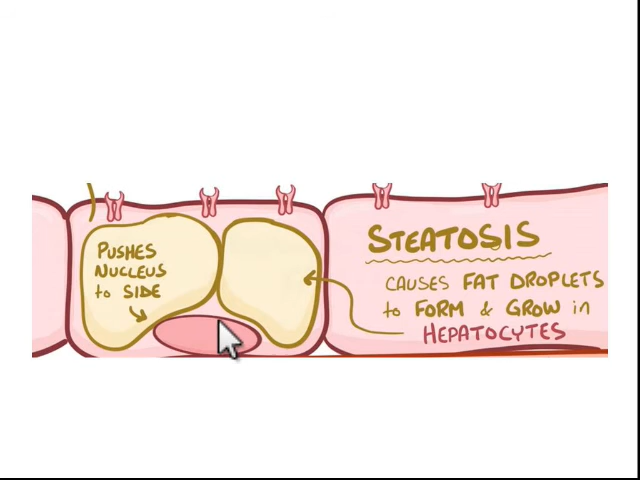 PUSHES
NUCLEUS
to SIDE
STEATOSIS
CAUSES FAT DROPLETS
to FORM & GROW in
HEPATOCYTES